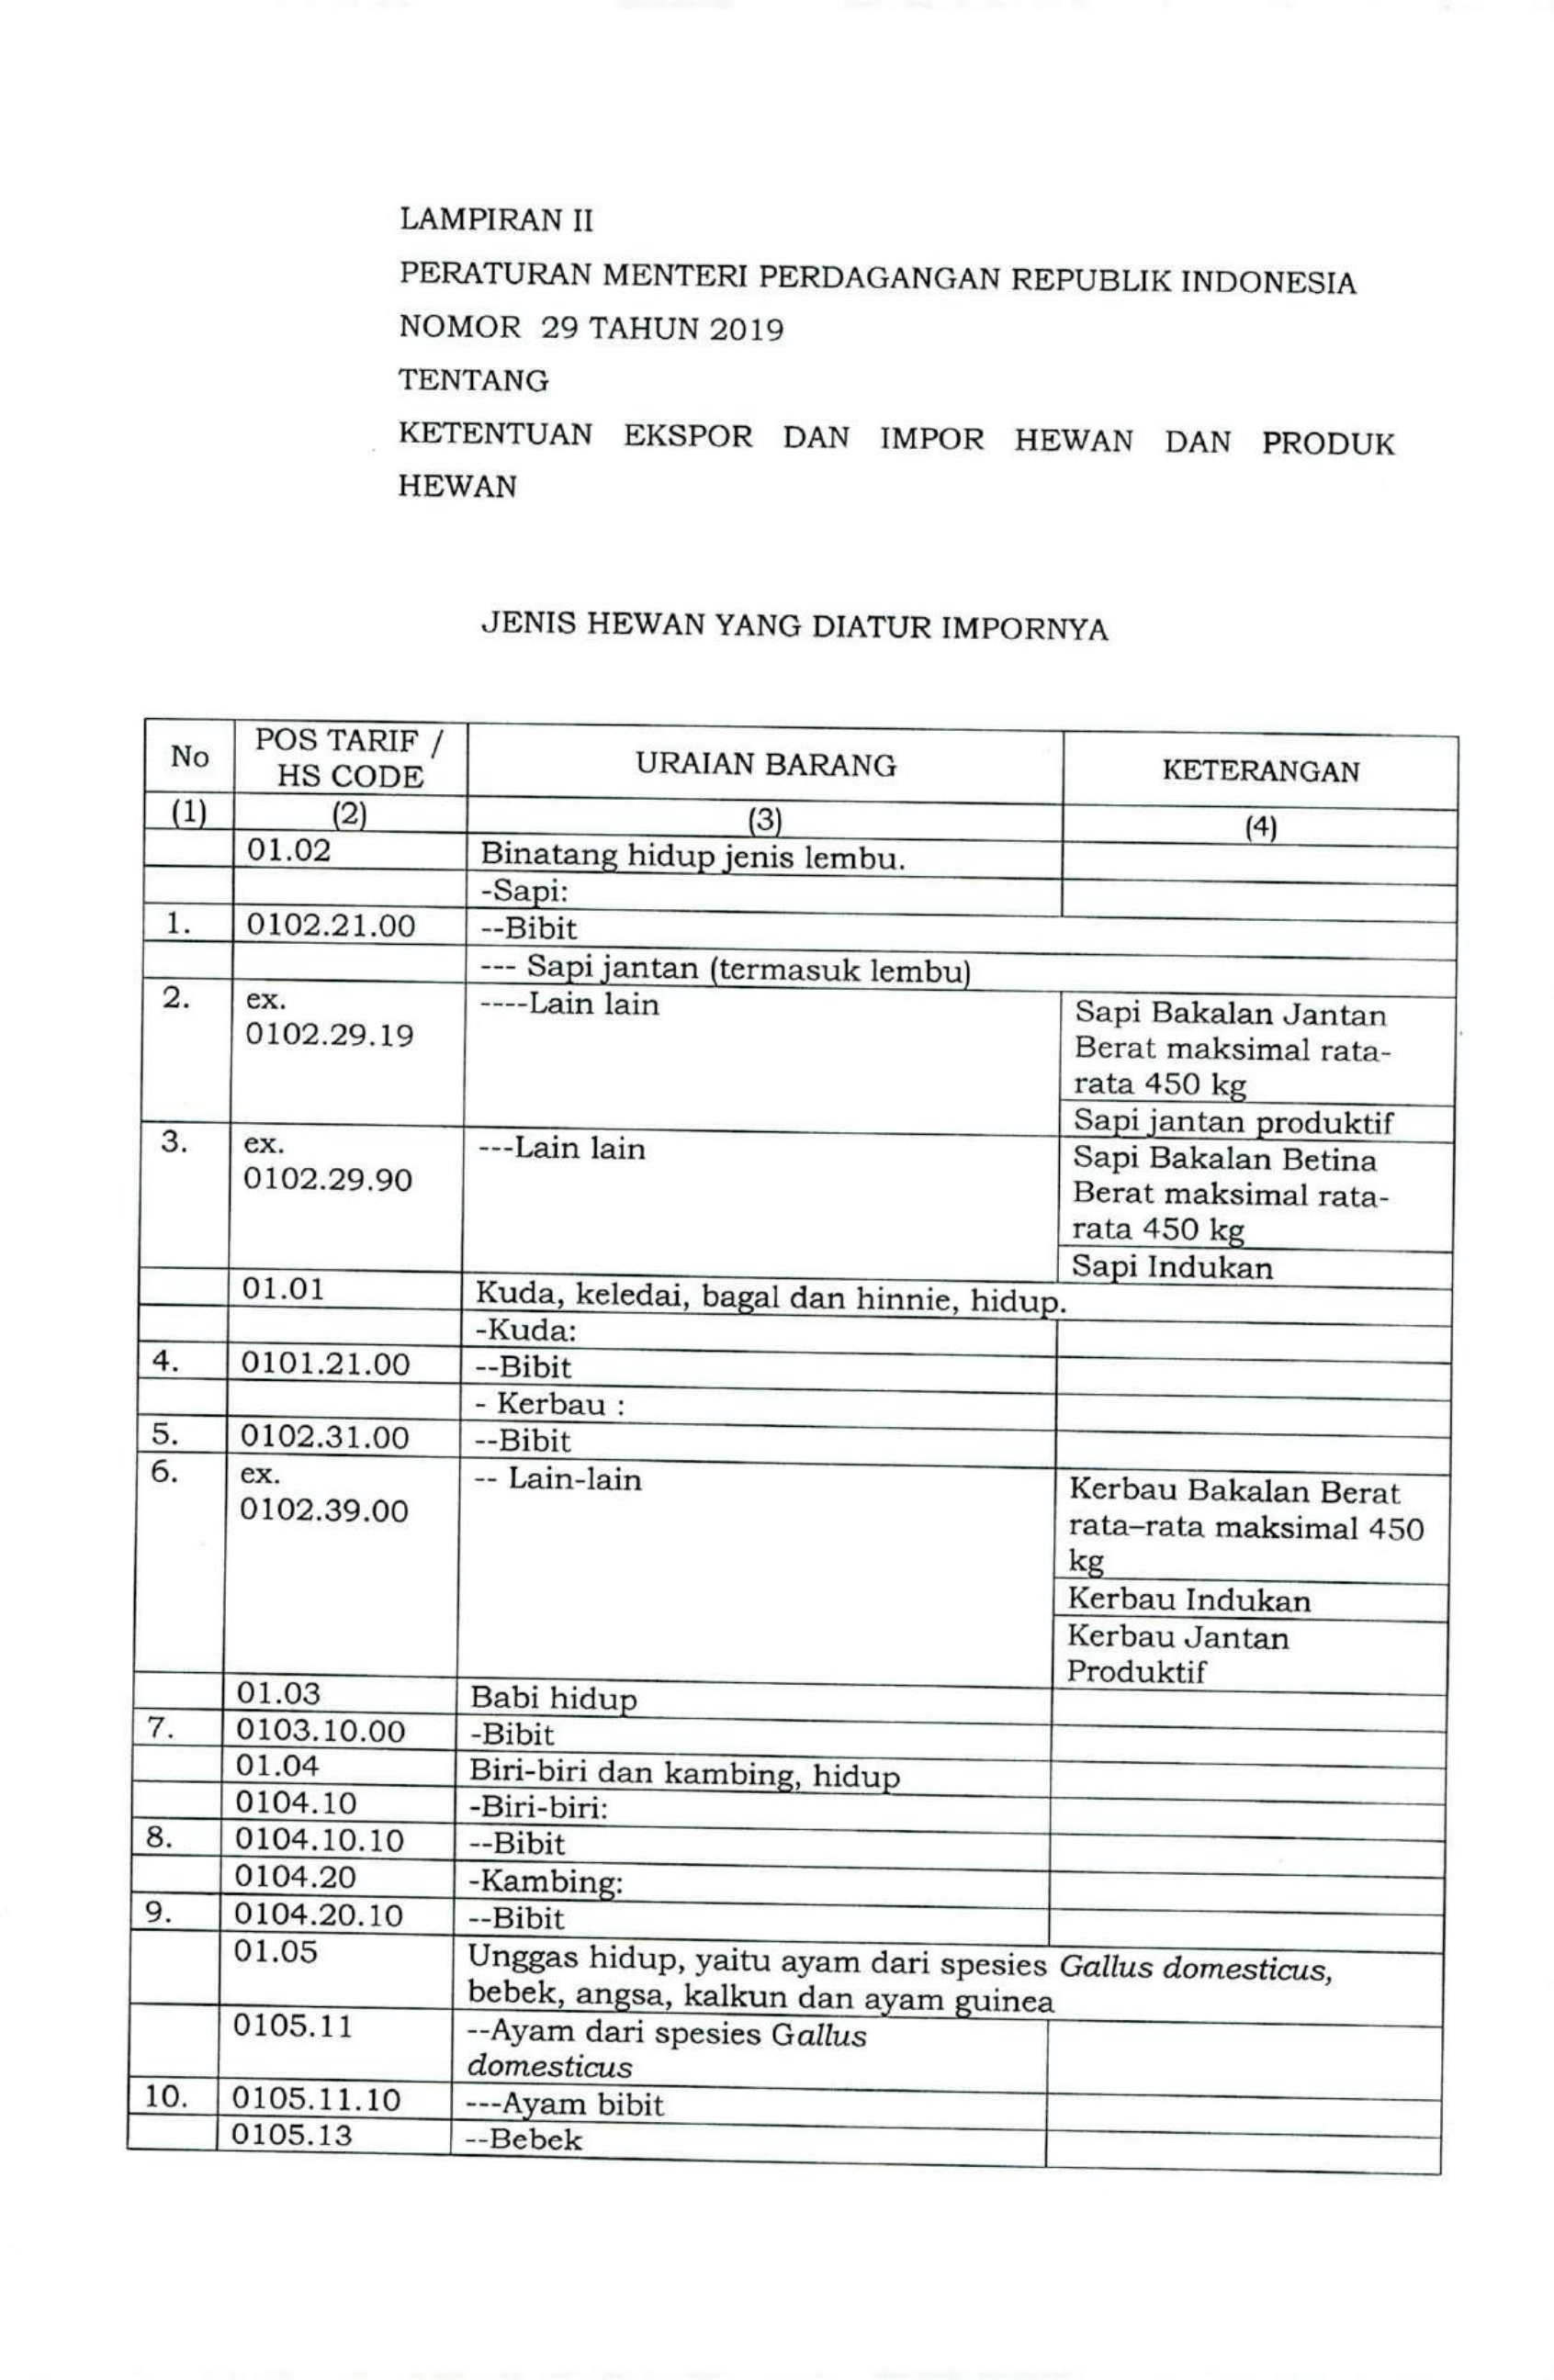 LAMPIRAN II
PERATURAN MENTERI PERDAGANGAN REPUBLIK INDONESIA
NOMOR 29 TAHUN 2019
TENTANG
KETENTUAN EKSPOR DAN IMPOR HEWAN DAN PRODUK
HEWAN
JENIS HEWAN YANG DIATUR IMPORNYA
No POS TARIF / HS CODE URAIAN BARANG KETERANGAN
(1) (2) (3) (4)
01.02 Binatang hidup jenis lembu.
-Sapi:
1. 0102.21.00 --Bibit
--- Sapi jantan (termasuk lembu)
2. ex. ----Lain lain Sapi Bakalan Jantan
0102.29.19 Berat maksimal rata-
rata 450 kg
Sapi jantan produktif
3. ex. ---Lain lain Sapi Bakalan Betina
0102.29.90 Berat maksimal rata-
rata 450 kg
Sapi Indukan
01.01 Kuda, keledai, bagal dan hinnie, hidup.
-Kuda:
4. 0101.21.00 --Bibit
- Kerbau :
5. 0102.31.00 --Bibit
6. ex. -- Lain-lain Kerbau Bakalan Berat
0102.39.00 rata–rata maksimal 450
kg
Kerbau Indukan
Kerbau Jantan
Produktif
01.03 Babi hidup
7. 0103.10.00 -Bibit
01.04 Biri-biri dan kambing, hidup
0104.10 -Biri-biri:
8. 0104.10.10 --Bibit
0104.20 -Kambing:
9. 0104.20.10 --Bibit
01.05 Unggas hidup, yaitu ayam dari spesies Gallus domesticus,
bebek, angsa, kalkun dan ayam guinea
0105.11 --Ayam dari spesies Gallus
domesticus
10. 0105.11.10 ---Ayam bibit
0105.13 --Bebek